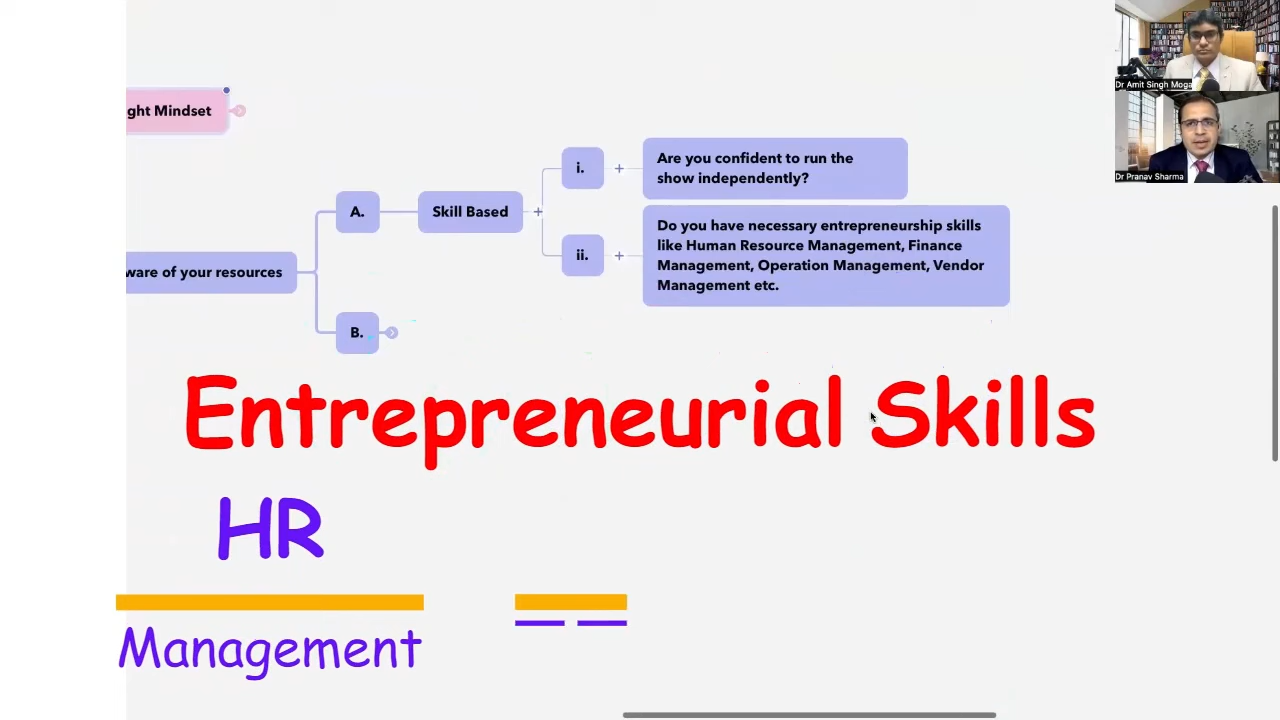 Dr Amit Singh Moga
Dr Pranav Sharma
ght Mindset
ware of your resources
A.
Skill Based
i.
Are you confident to run the
show independently?
ii.
Do you have necessary entrepreneurship skills
like Human Resource Management, Finance
Management, Operation Management, Vendor
Management etc.
B.
Entrepreneurial Skills
HR
Management